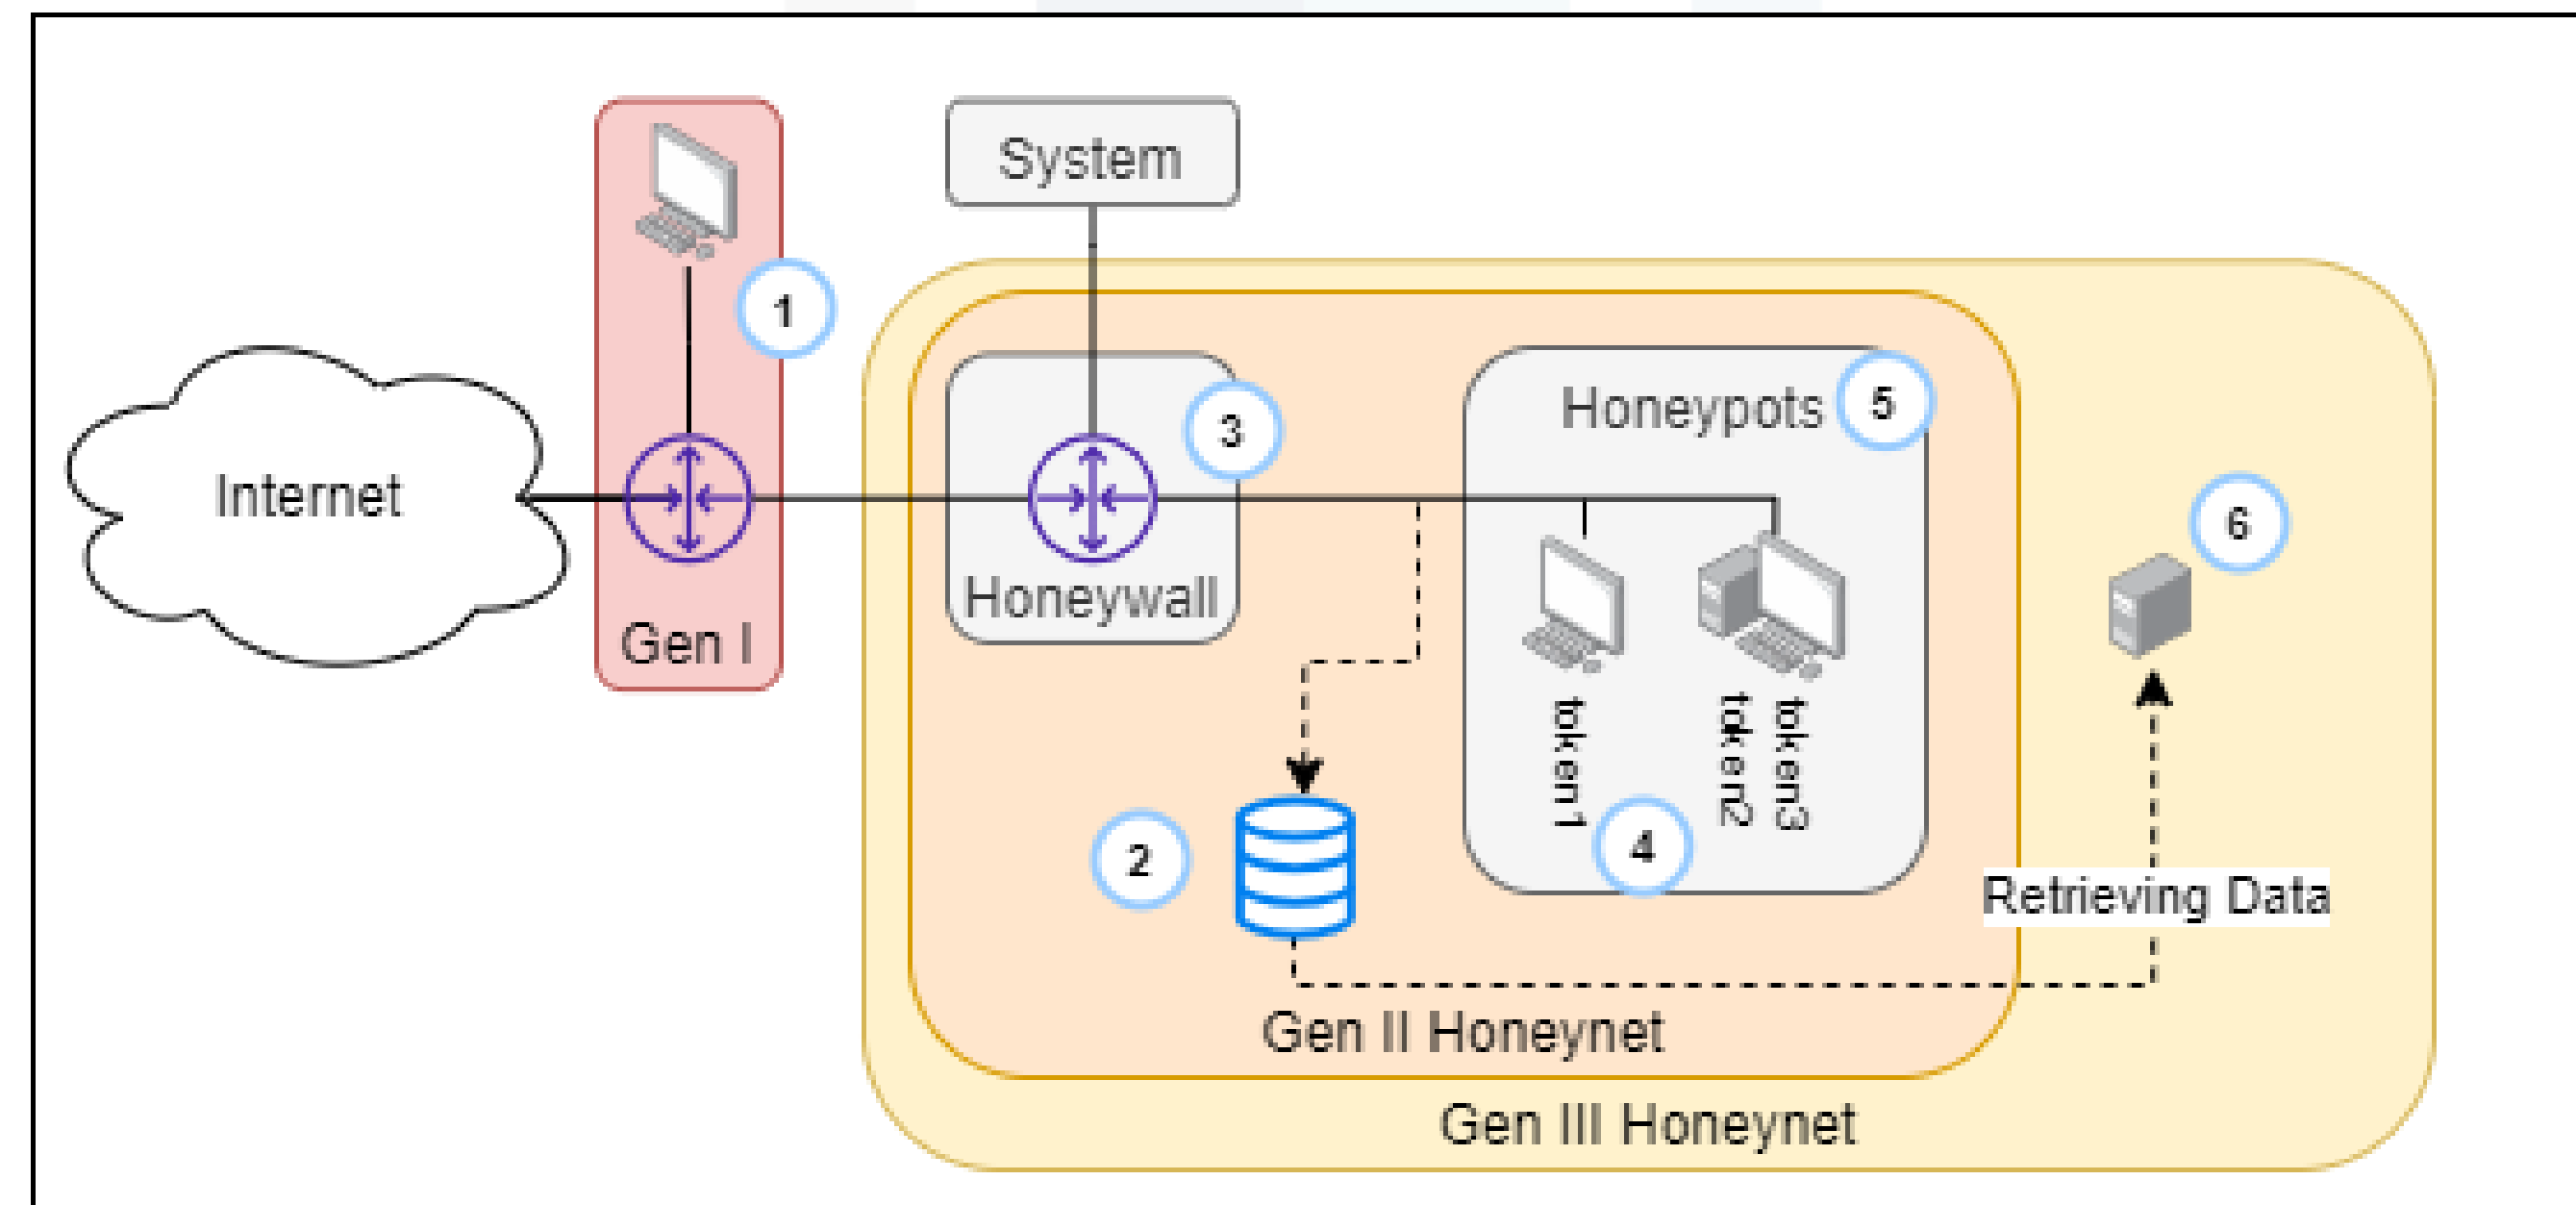 System
1
Internet
Gen I
3
Honeywall
Honeypots
5
6
token1
token2
token3
4
2
Retrieving Data
Gen II Honeynet
Gen III Honeynet